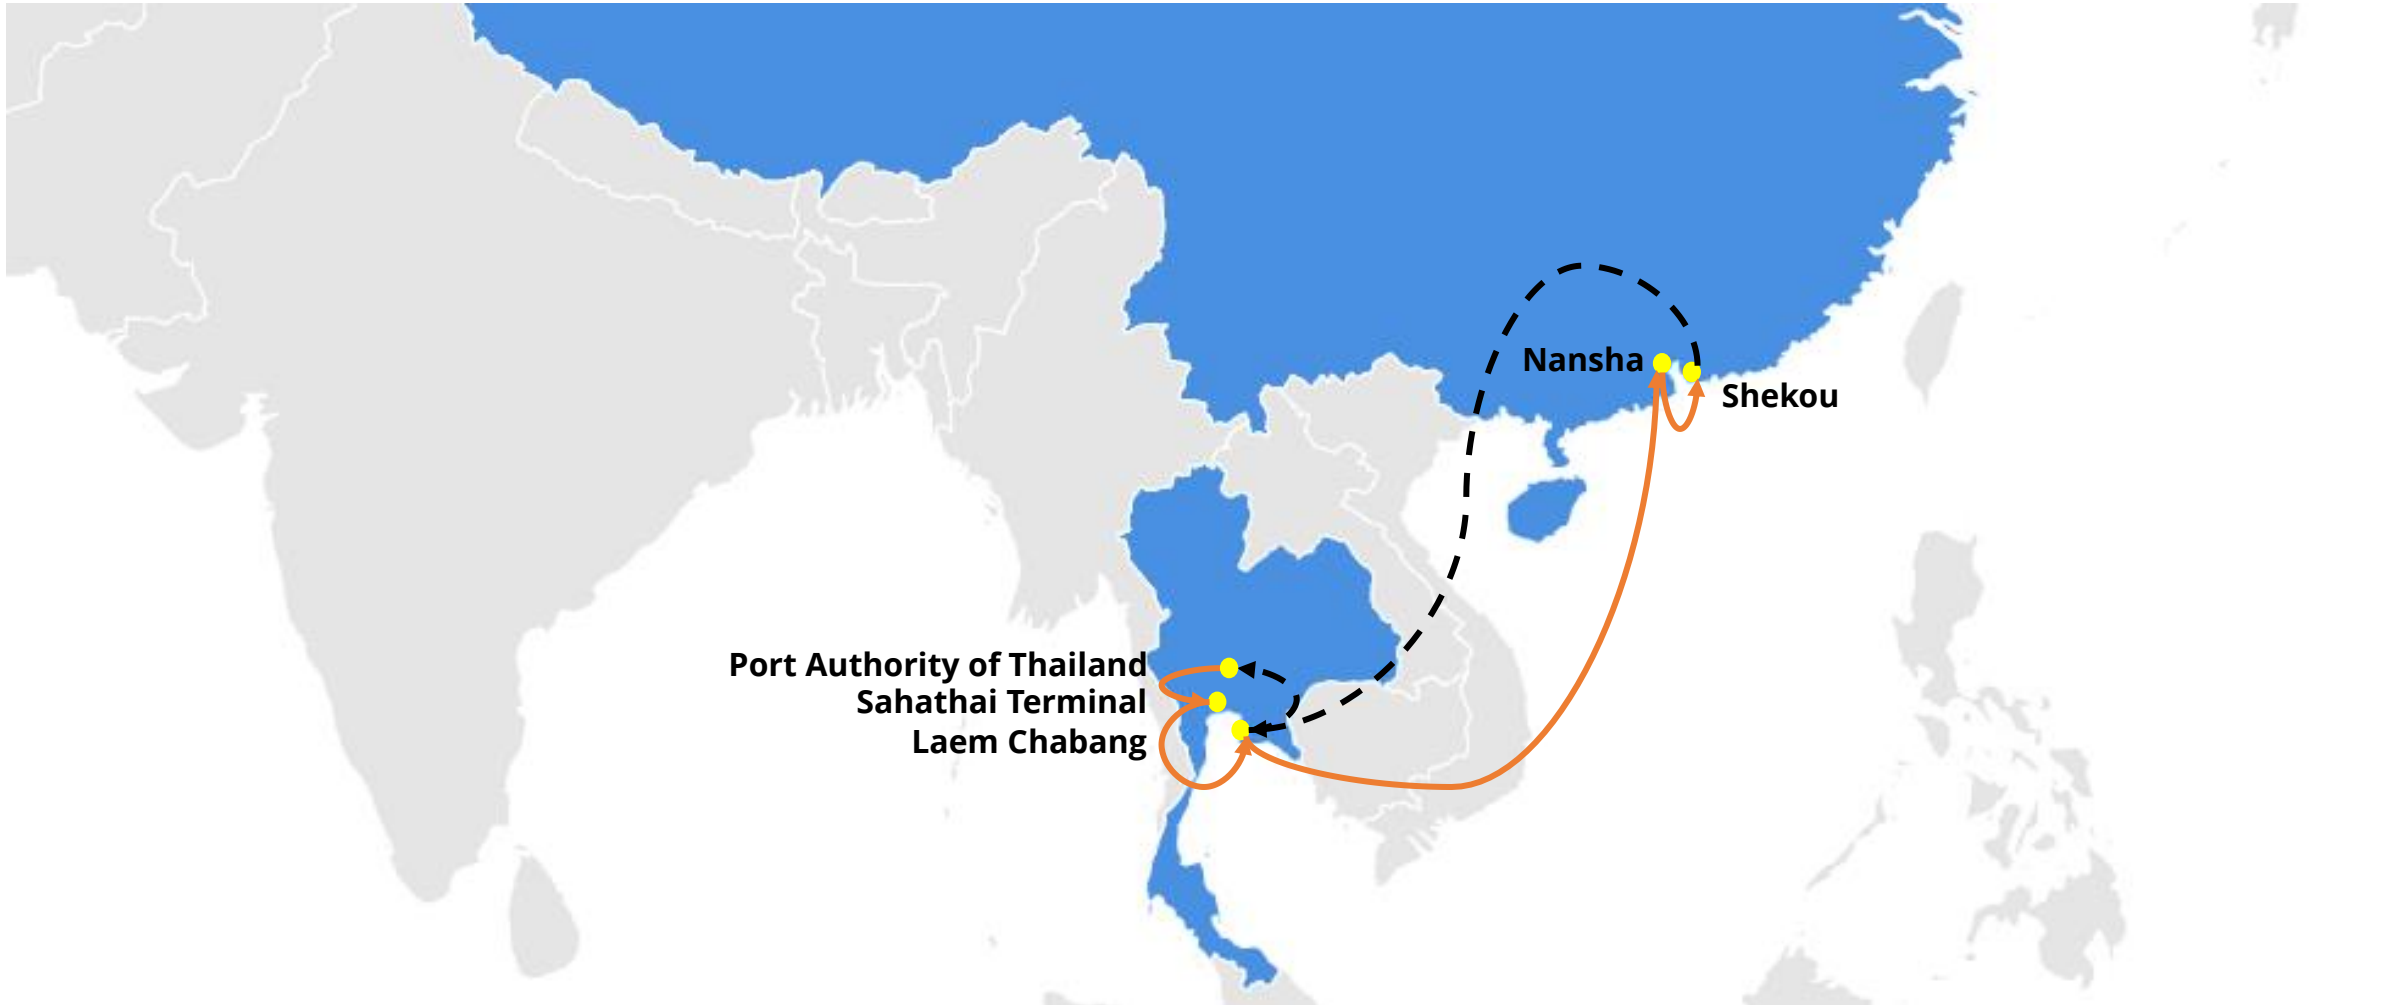 Nansha
Shekou
Port Authority of Thailand
Sahathai Terminal
Laem Chabang